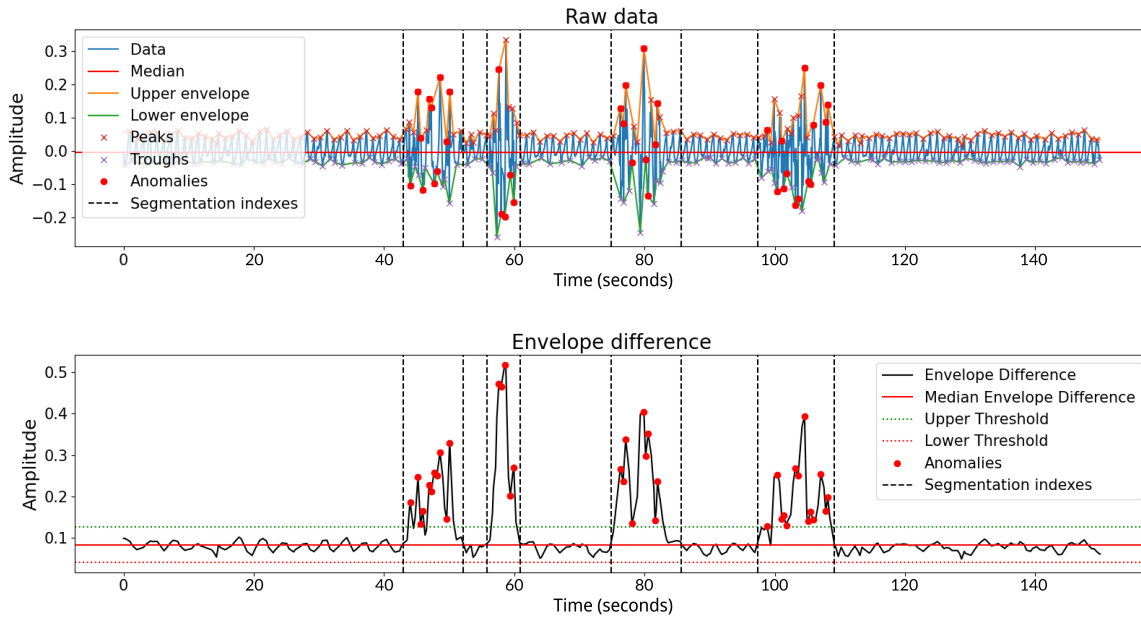 Raw data
Amplitude
0.3
0.2
0.1
0.0
−0.1
−0.2
Data
Median
Upper envelope
Lower envelope
Peaks
Troughs
Anomalies
Segmentation indexes
0 20 40 60 80 100 120 140
Time (seconds)
Envelope difference
Amplitude
0.5
0.4
0.3
0.2
0.1
Envelope Difference
Median Envelope Difference
Upper Threshold
Lower Threshold
Anomalies
Segmentation indexes
0 20 40 60 80 100 120 140
Time (seconds)